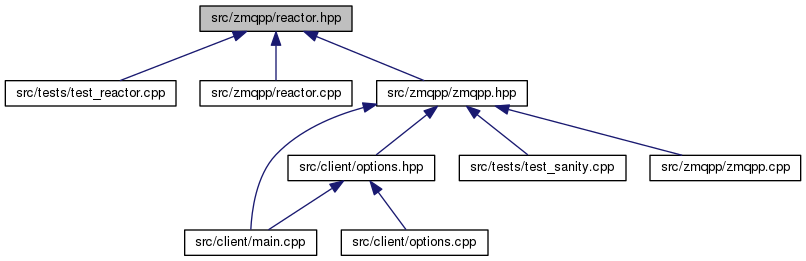 src/zmqpp/reactor.hpp
src/tests/test_reactor.cpp
src/zmqpp/reactor.cpp
src/zmqpp/zmqpp.hpp
src/client/options.hpp
src/tests/test_sanity.cpp
src/zmqpp/zmqpp.cpp
src/client/main.cpp
src/client/options.cpp